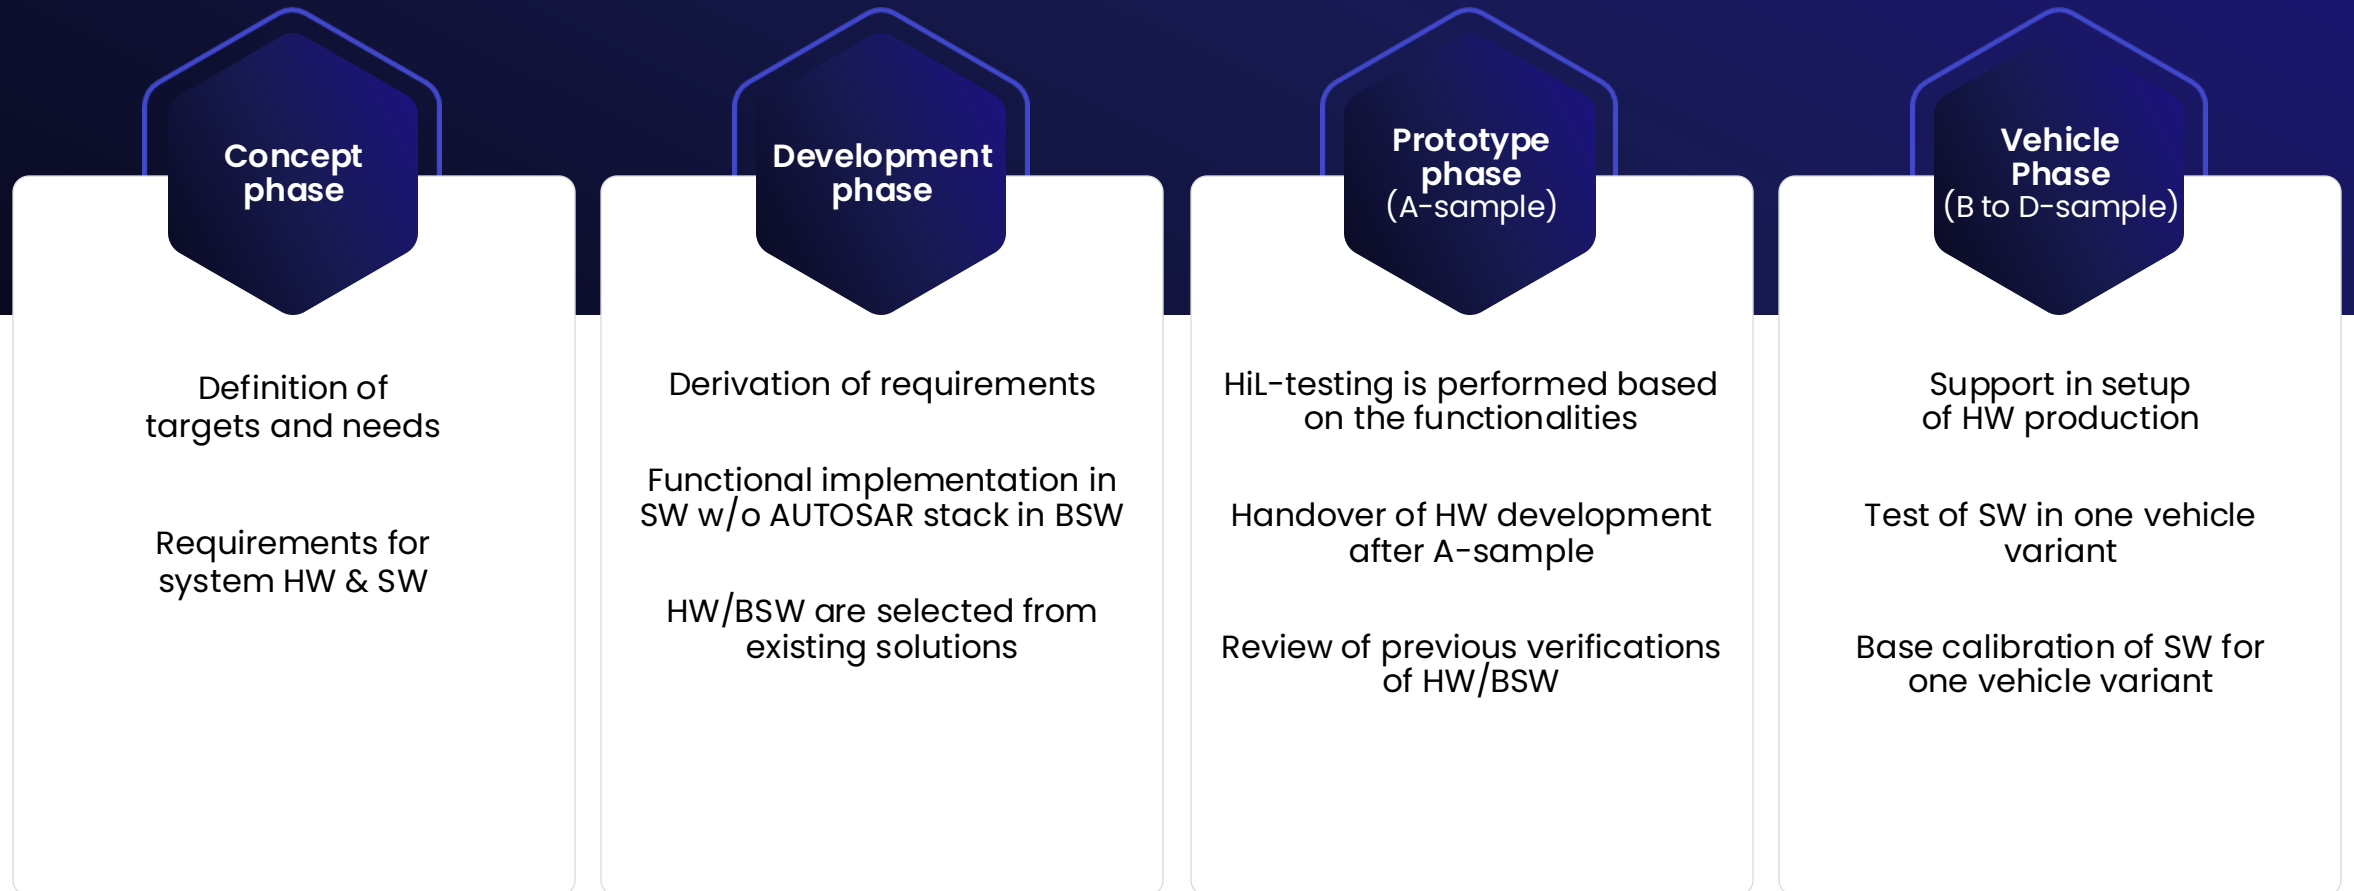 Concept
phase
Definition of
targets and needs
Requirements for
system HW & SW
Development
phase
Derivation of requirements
Functional implementation in
SW w/o AUTOSAR stack in BSW
HW/BSW are selected from
existing solutions
Prototype
phase
(A-sample)
HiL-testing is performed based
on the functionalities
Handover of HW development
after A-sample
Review of previous verifications
of HW/BSW
Vehicle
Phase
(B to D-sample)
Support in setup
of HW production
Test of SW in one vehicle
variant
Base calibration of SW for
one vehicle variant